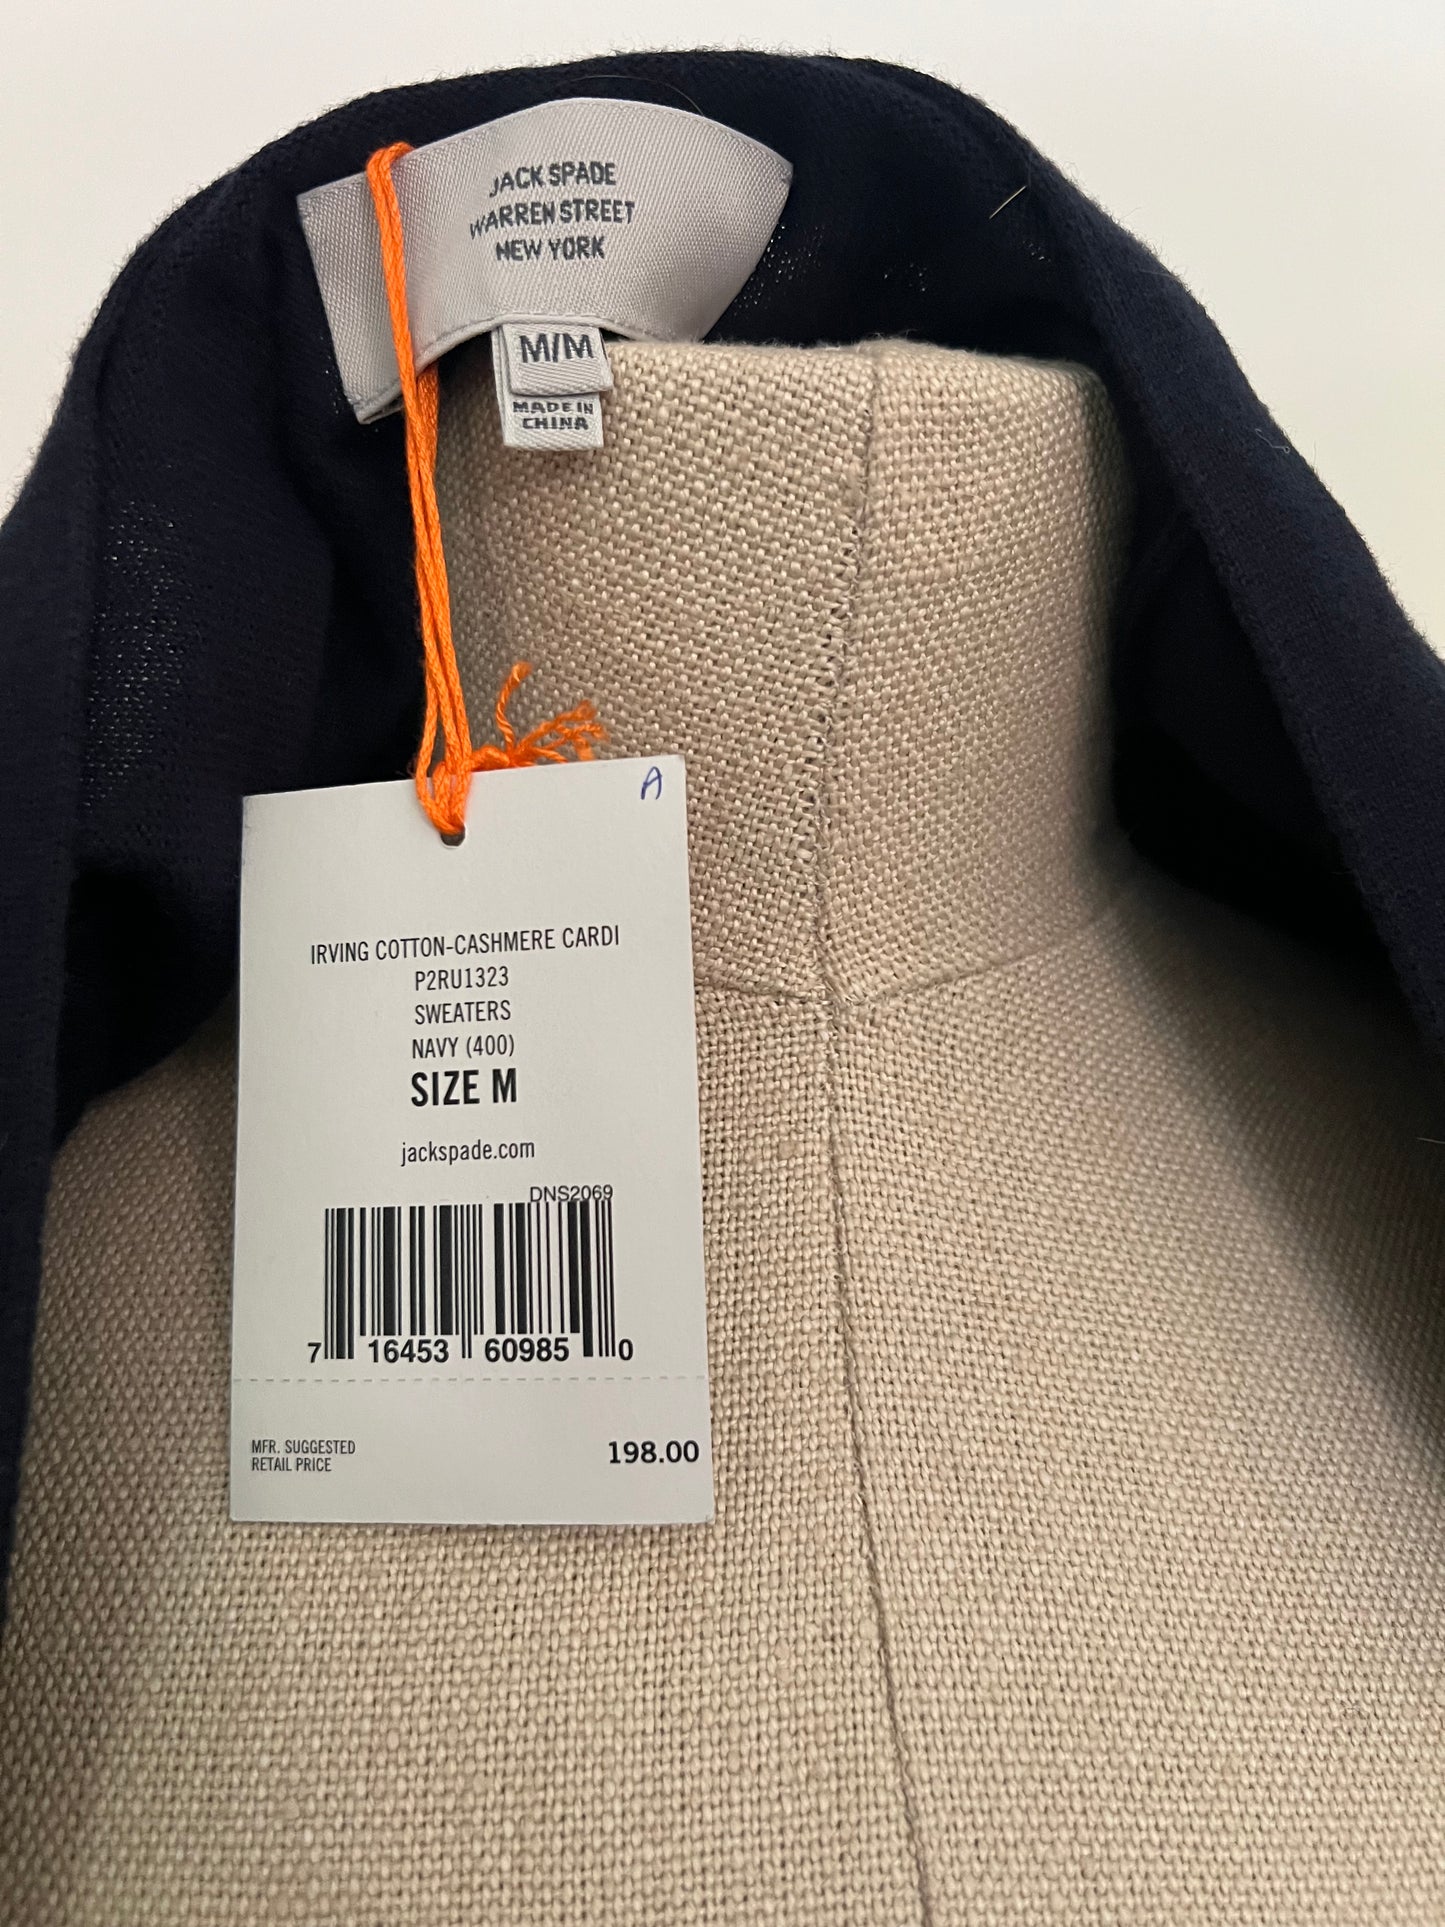 JACK SPADE
WARREN STREET
NEW YORK
M/M
MADE IN
CHINA
A
IRVING COTTON-CASHMERE CARDI
P2RU1323
SWEATERS
NAVY (400)
SIZE M
jackspade.com
DNS2069
7 16453 60985 0
MFR. SUGGESTED
RETAIL PRICE
198.00